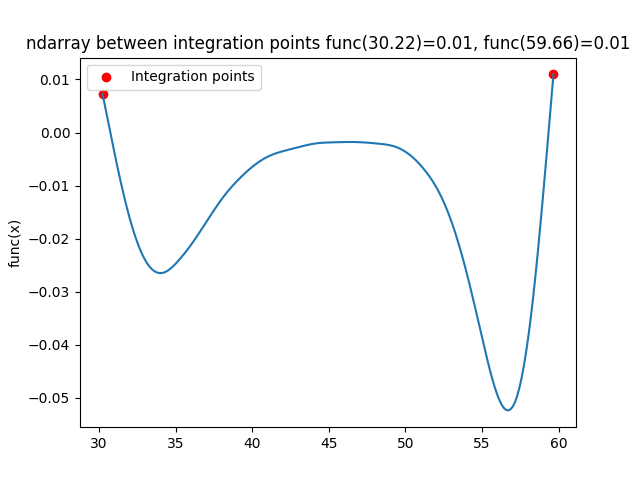 ndarray between integration points func(30.22)=0.01, func(59.66)=0.01
Integration points
func(x)
0.01
0.00
−0.01
−0.02
−0.03
−0.04
−0.05
30 35 40 45 50 55 60